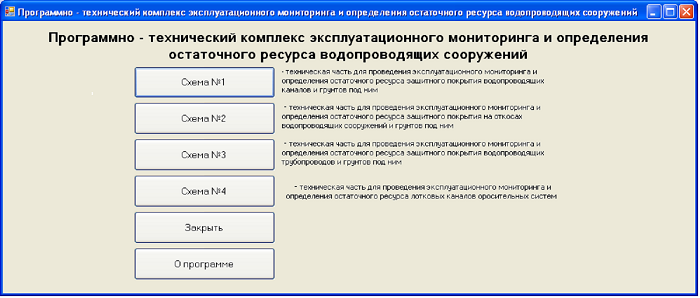 Программно - технический комплекс эксплуатационного мониторинга и определения остаточного ресурса водопроводящих сооружений
Программно - технический комплекс эксплуатационного мониторинга и определения
остаточного ресурса водопроводящих сооружений
Схема №1
- техническая часть для проведения эксплуатационного мониторинга и
определения остаточного ресурса защитного покрытия водопроводящих
каналов и грунтов под ним
Схема №2
- техническая часть для проведения эксплуатационного мониторинга и
определения остаточного ресурса защитного покрытия на откосах
водопроводящих сооружений и грунтов под ним
Схема №3
- техническая часть для проведения эксплуатационного мониторинга и
определения остаточного ресурса защитного покрытия водопроводящих
трубопроводов и грунтов под ним
Схема №4
- техническая часть для проведения эксплуатационного мониторинга и
определения остаточного ресурса лотковых каналов оросительных систем
Закрыть
О программе